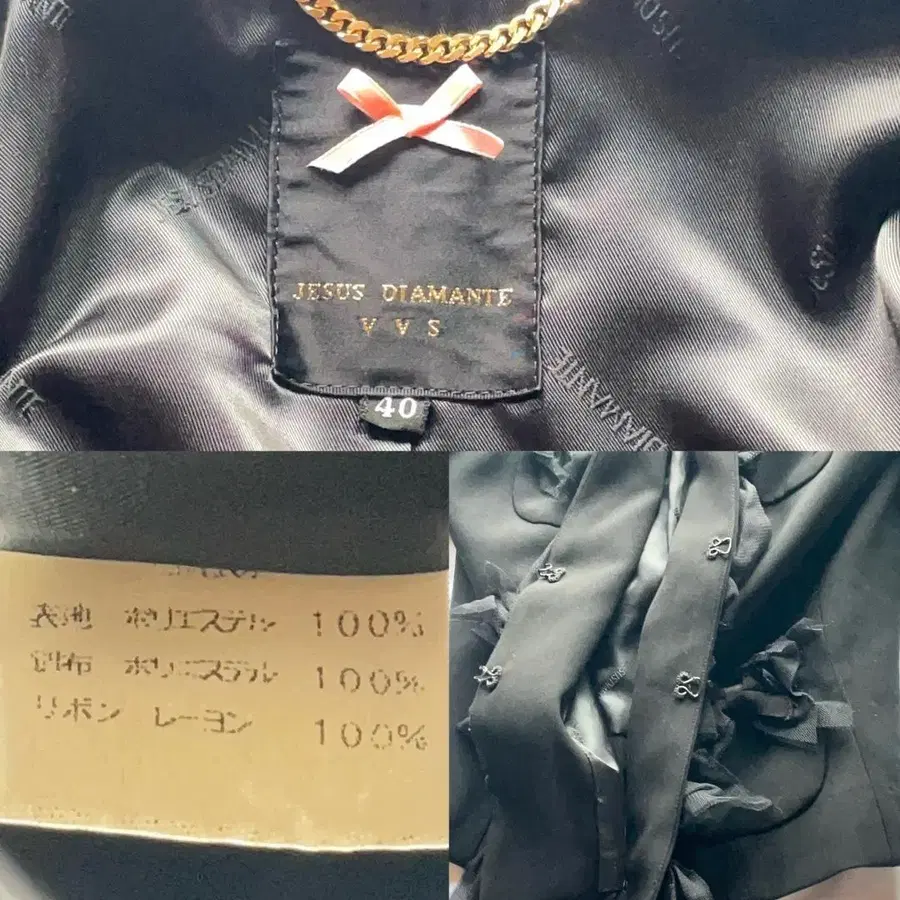 JESUS DIAMANTE
V V S
40
DIAMANTE
表地 ポリエステル 100%
別布 ポリエステル 100%
リボン レーヨン 100%